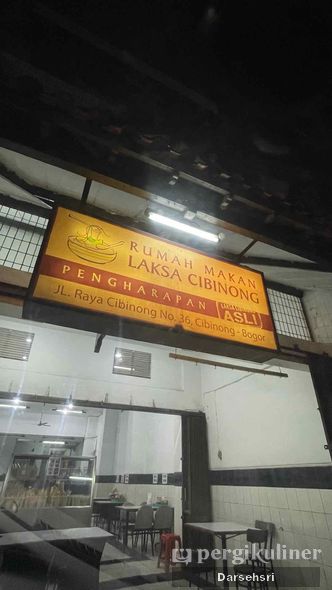 RUMAH MAKAN
LAKSA CIBINONG
PENGHARAPAN
ASLI
JL. Raya Cibinong No. 36, Cibinong - Bogor
pergikuliner
Darsehsri